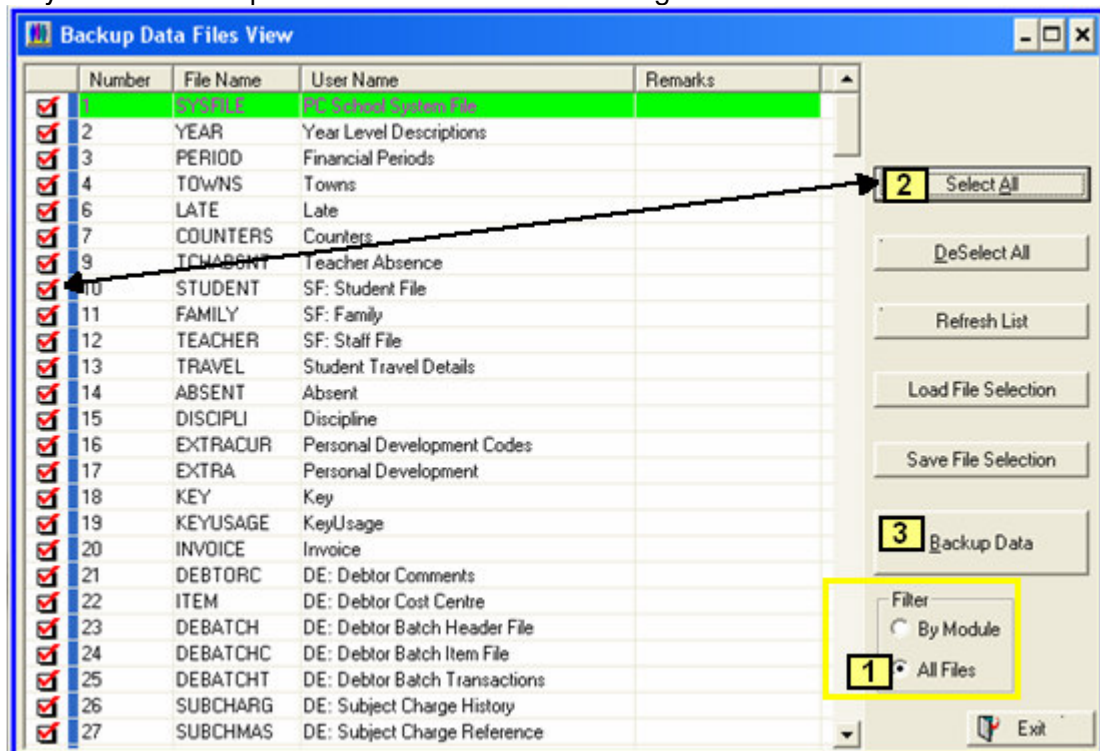 Backup Data Files View
Number File Name User Name Remarks
1 SYSFILE PC School System File
2 YEAR Year Level Descriptions
3 PERIOD Financial Periods
4 TOWNS Towns
6 LATE Late
7 COUNTERS Counters
9 TCHABSNT Teacher Absence
10 STUDENT SF: Student File
11 FAMILY SF: Family
12 TEACHER SF: Staff File
13 TRAVEL Student Travel Details
14 ABSENT Absent
15 DISCIPLI Discipline
16 EXTRACUR Personal Development Codes
17 EXTRA Personal Development
18 KEY Key
19 KEYUSAGE KeyUsage
20 INVOICE Invoice
21 DEBTORC DE: Debtor Comments
22 ITEM DE: Debtor Cost Centre
23 DEBATCH DE: Debtor Batch Header File
24 DEBATCHC DE: Debtor Batch Item File
25 DEBATCHT DE: Debtor Batch Transactions
26 SUBCHARG DE: Subject Charge History
27 SUBCHMAS DE: Subject Charge Reference
2 Select All
DeSelect All
Refresh List
Load File Selection
Save File Selection
3 Backup Data
Filter
By Module
1 All Files
Exit